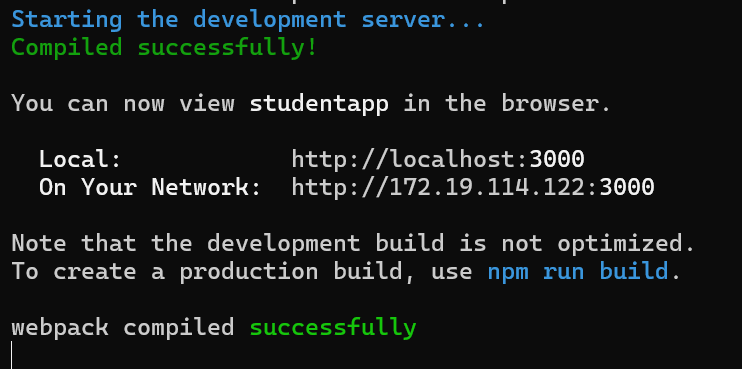 Starting the development server...
Compiled successfully!
You can now view studentapp in the browser.
Local: http://localhost:3000
On Your Network: http://172.19.114.122:3000
Note that the development build is not optimized.
To create a production build, use npm run build.
webpack compiled successfully